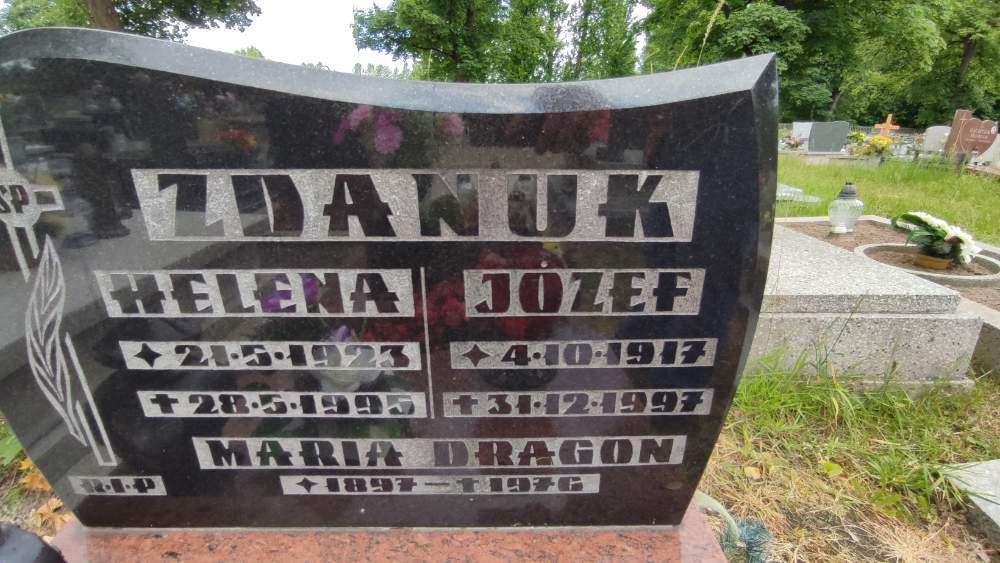 ZDANUK
SP
HELENA JÓZEF
21·5·1923 4·10·1917
†28·5·1995 †31·12·1997
MARIA DRAGON
R·I·P 1897–†1976